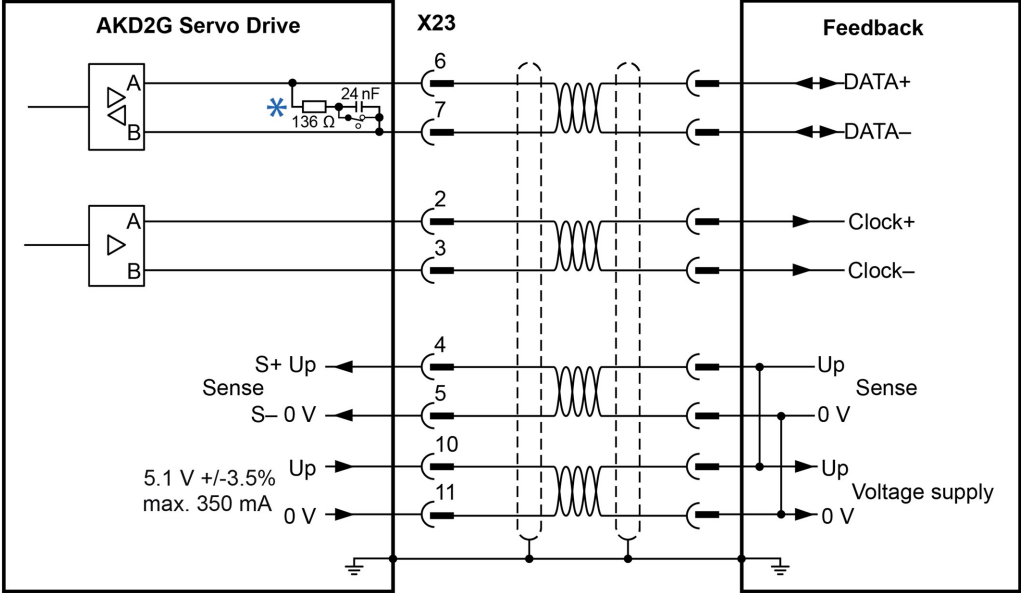 AKD2G Servo Drive
X23
Feedback
A
24 nF
6
DATA+
*
136 Ω
B
7
DATA–
A
2
Clock+
B
3
Clock–
S+ Up
4
Up
Sense
Sense
S– 0 V
5
0 V
Up
10
Up
5.1 V +/-3.5%
max. 350 mA
Voltage supply
0 V
11
0 V